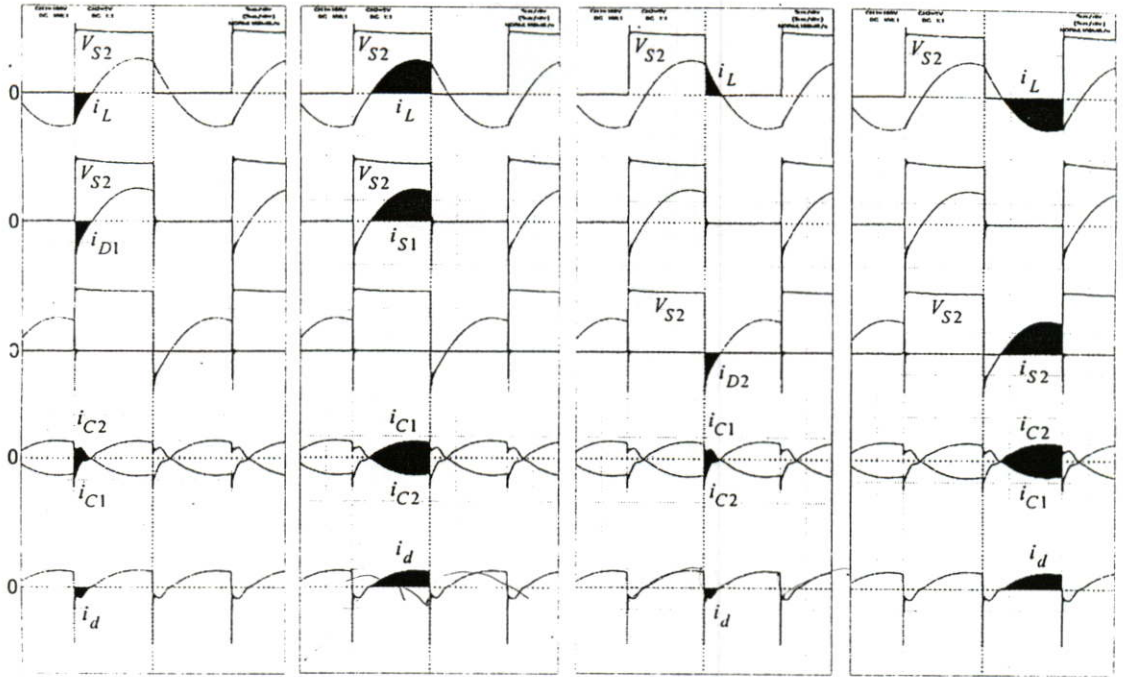 V_S2
i_L
V_S2
i_D1
i_C2
i_C1
i_d
0
0
0
0
V_S2
i_L
V_S2
i_S1
i_C1
i_C2
i_d
V_S2
i_L
V_S2
i_D2
i_C1
i_C2
i_d
V_S2
i_L
V_S2
i_S2
i_C2
i_C1
i_d